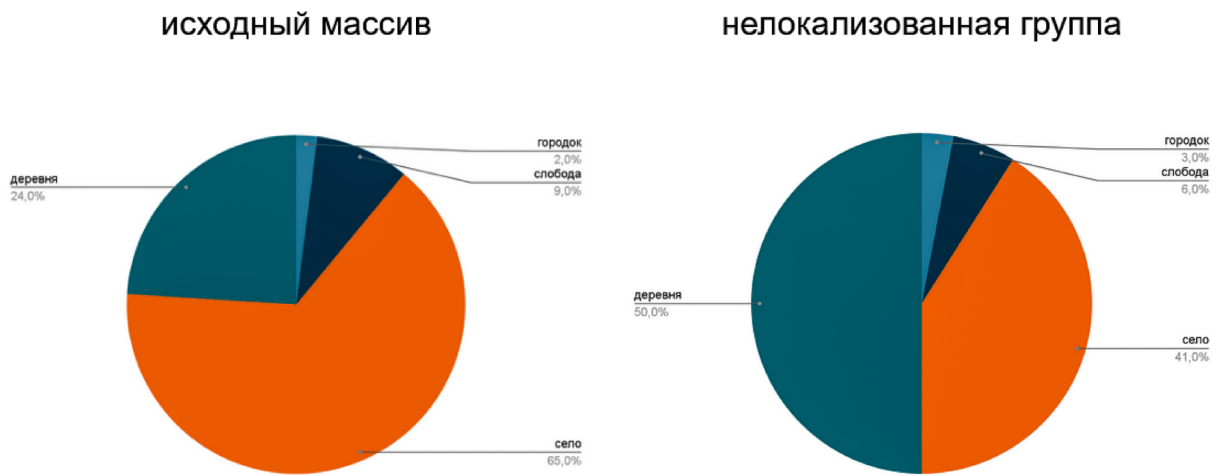 исходный массив
городок
2,0%
слобода
9,0%
деревня
24,0%
село
65,0%
нелокализованная группа
городок
3,0%
слобода
6,0%
деревня
50,0%
село
41,0%